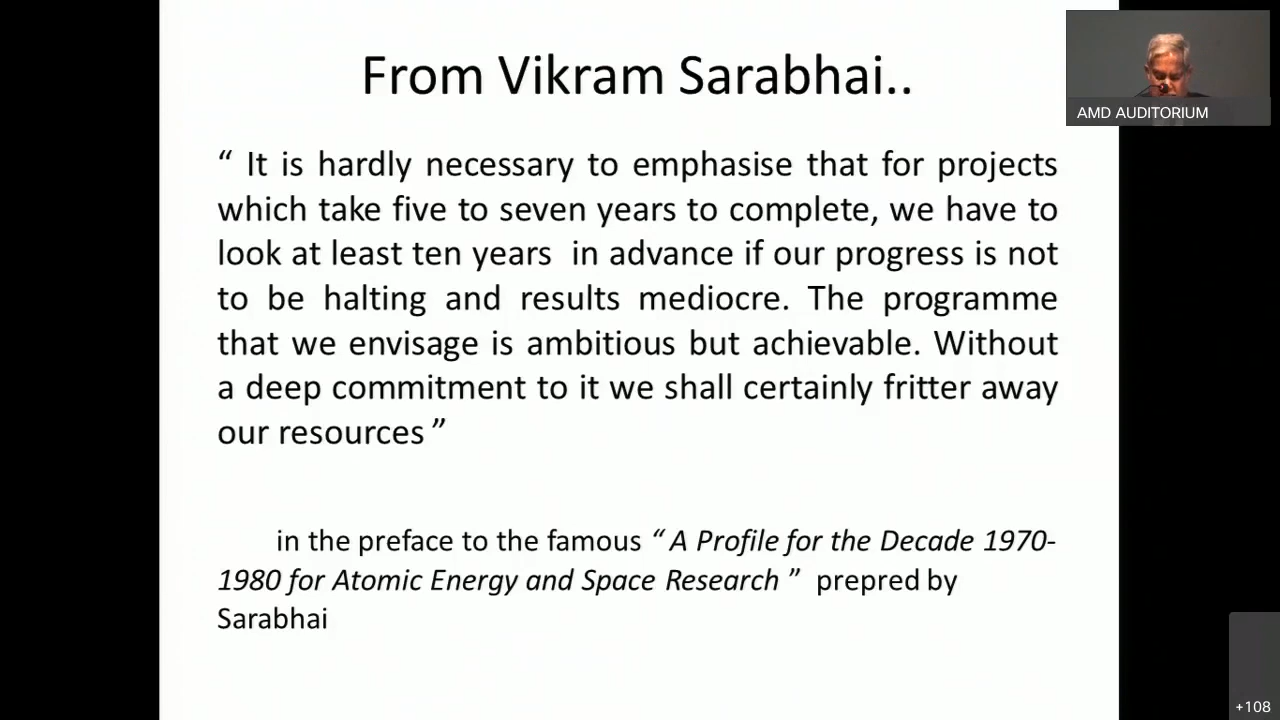 From Vikram Sarabhai..
AMD AUDITORIUM
“ It is hardly necessary to emphasise that for projects
which take five to seven years to complete, we have to
look at least ten years in advance if our progress is not
to be halting and results mediocre. The programme
that we envisage is ambitious but achievable. Without
a deep commitment to it we shall certainly fritter away
our resources ”
in the preface to the famous “ A Profile for the Decade 1970-
1980 for Atomic Energy and Space Research ” prepred by
Sarabhai
+108